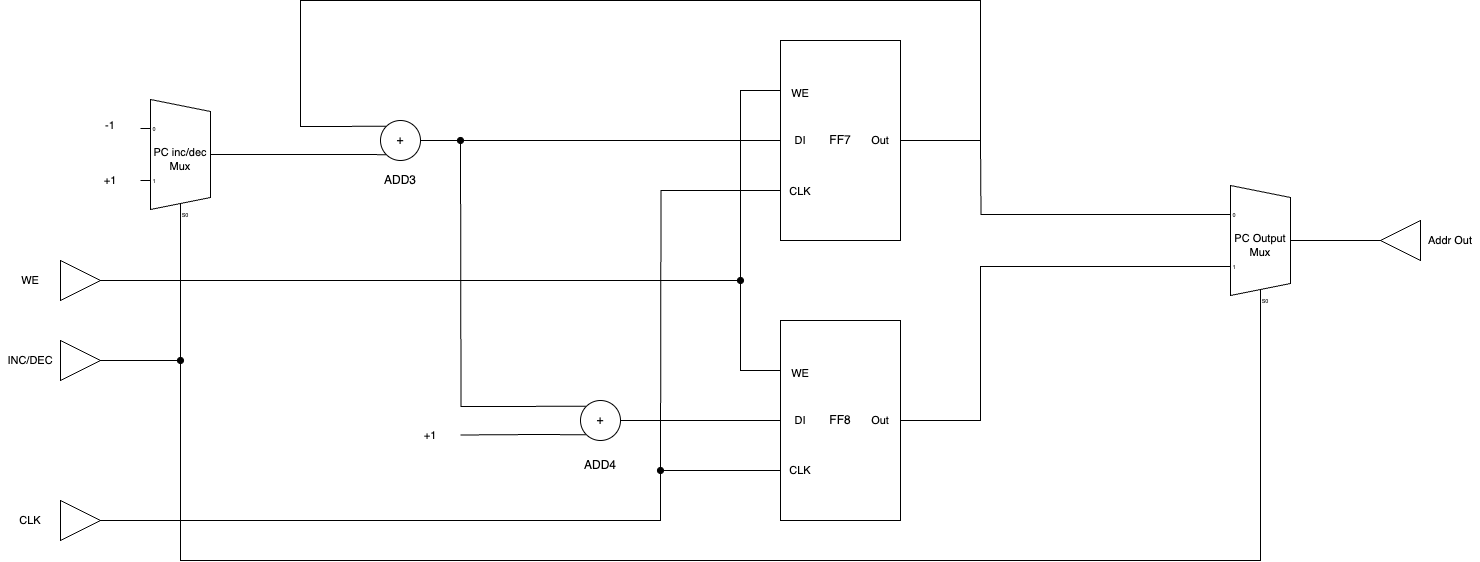 WE
DI FF7 Out
CLK
-1
0
PC inc/dec
Mux
+1
1
S0
+
ADD3
0
PC Output
Mux
1
S0
Addr Out
WE
INC/DEC
WE
DI FF8 Out
CLK
+
+1
ADD4
CLK